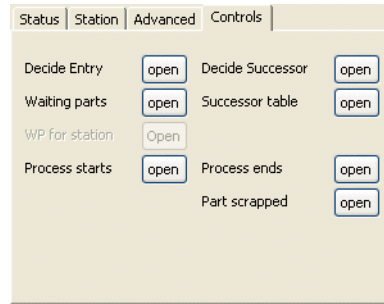 Status Station Advanced Controls
Decide Entry open Decide Successor open
Waiting parts open Successor table open
WP for station Open
Process starts open Process ends open
Part scrapped open